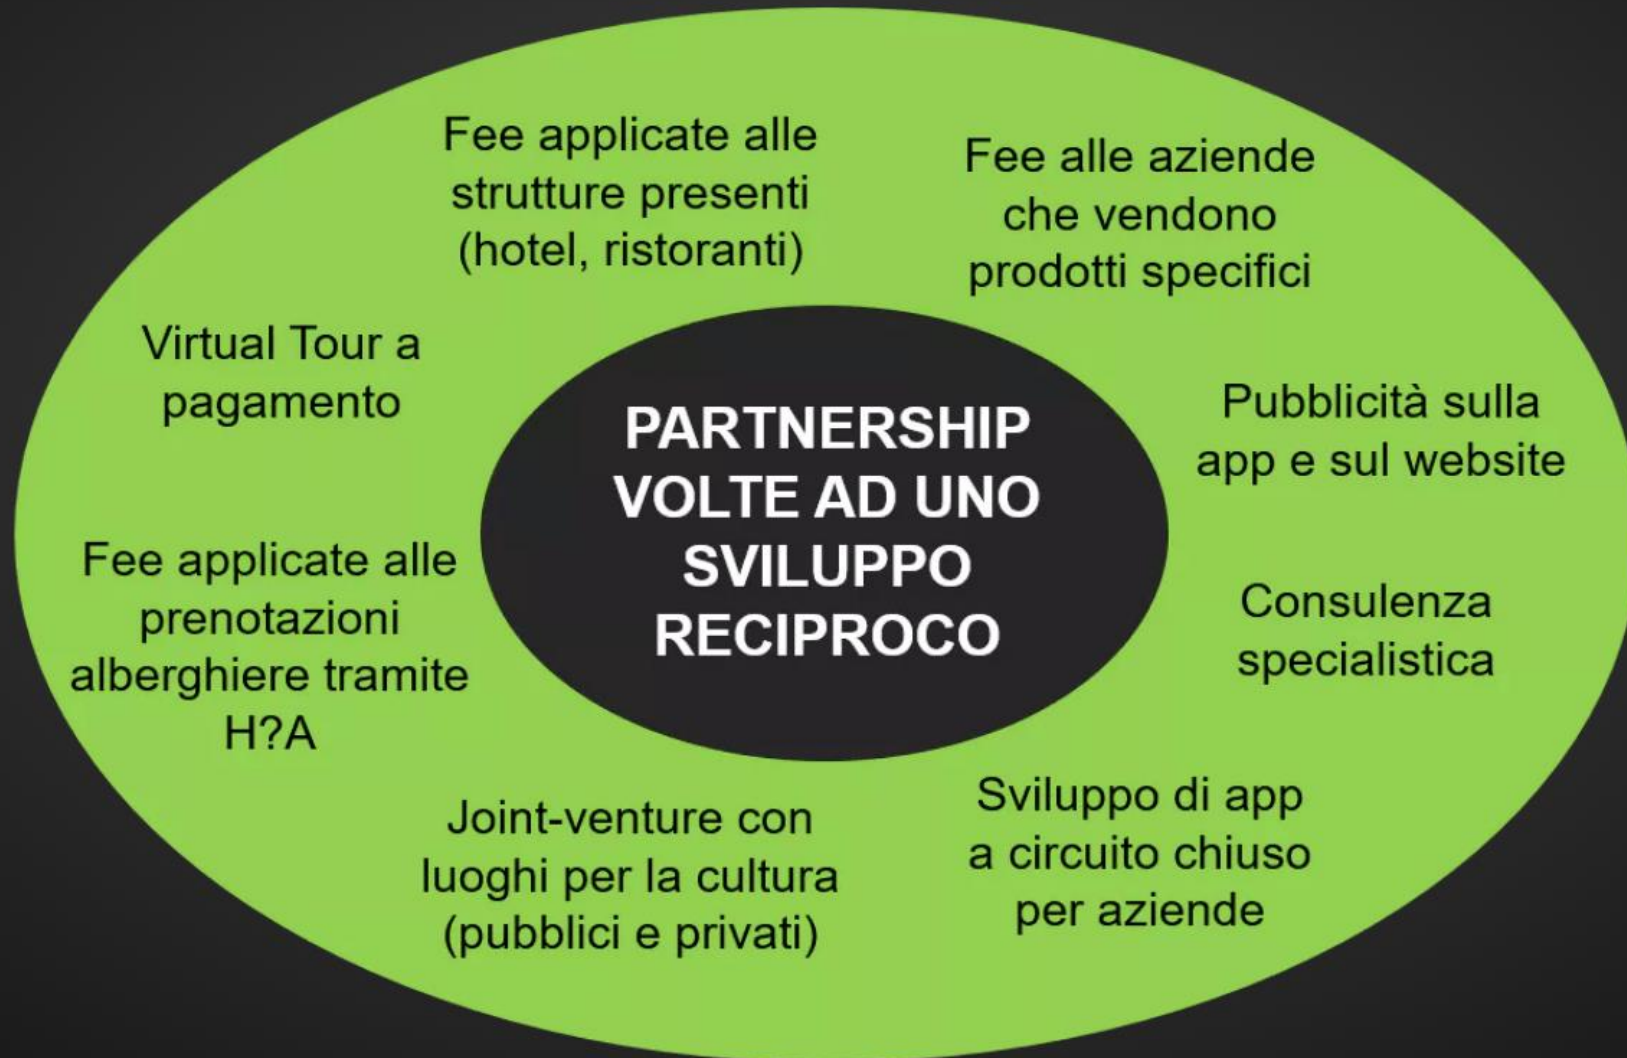 Fee applicate alle
strutture presenti
(hotel, ristoranti)
Fee alle aziende
che vendono
prodotti specifici
Virtual Tour a
pagamento
PARTNERSHIP
VOLTE AD UNO
SVILUPPO
RECIPROCO
Pubblicità sulla
app e sul website
Fee applicate alle
prenotazioni
alberghiere tramite
H?A
Consulenza
specialistica
Joint-venture con
luoghi per la cultura
(pubblici e privati)
Sviluppo di app
a circuito chiuso
per aziende